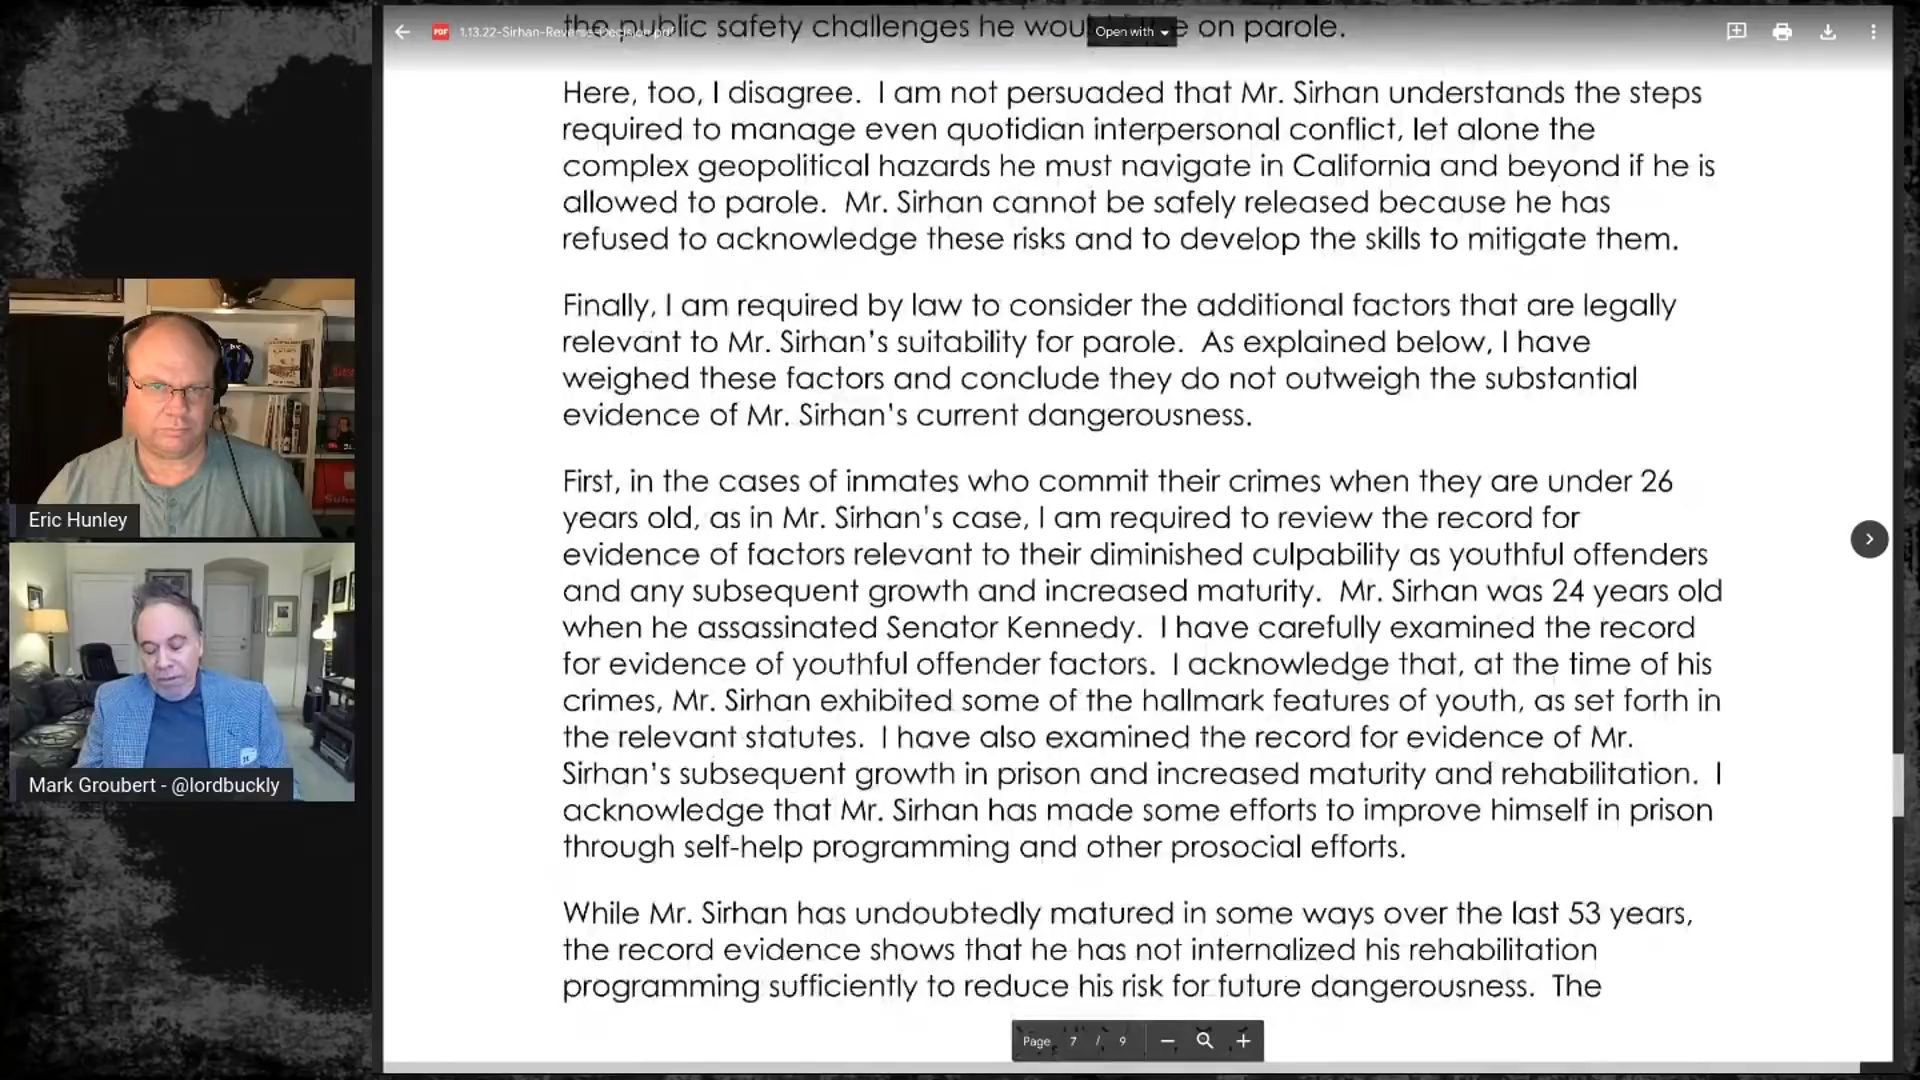 the public safety challenges he would on parole.
1.13.22-Sirhan-Reverse-Decision.pdf
Open with
Here, too, I disagree. I am not persuaded that Mr. Sirhan understands the steps
required to manage even quotidian interpersonal conflict, let alone the
complex geopolitical hazards he must navigate in California and beyond if he is
allowed to parole. Mr. Sirhan cannot be safely released because he has
refused to acknowledge these risks and to develop the skills to mitigate them.
Finally, I am required by law to consider the additional factors that are legally
relevant to Mr. Sirhan’s suitability for parole. As explained below, I have
weighed these factors and conclude they do not outweigh the substantial
evidence of Mr. Sirhan’s current dangerousness.
First, in the cases of inmates who commit their crimes when they are under 26
years old, as in Mr. Sirhan’s case, I am required to review the record for
evidence of factors relevant to their diminished culpability as youthful offenders
and any subsequent growth and increased maturity. Mr. Sirhan was 24 years old
when he assassinated Senator Kennedy. I have carefully examined the record
for evidence of youthful offender factors. I acknowledge that, at the time of his
crimes, Mr. Sirhan exhibited some of the hallmark features of youth, as set forth in
the relevant statutes. I have also examined the record for evidence of Mr.
Sirhan’s subsequent growth in prison and increased maturity and rehabilitation. I
acknowledge that Mr. Sirhan has made some efforts to improve himself in prison
through self-help programming and other prosocial efforts.
While Mr. Sirhan has undoubtedly matured in some ways over the last 53 years,
the record evidence shows that he has not internalized his rehabilitation
programming sufficiently to reduce his risk for future dangerousness. The
Page 7 / 9
Eric Hunley
Mark Groubert - @lordbuckly